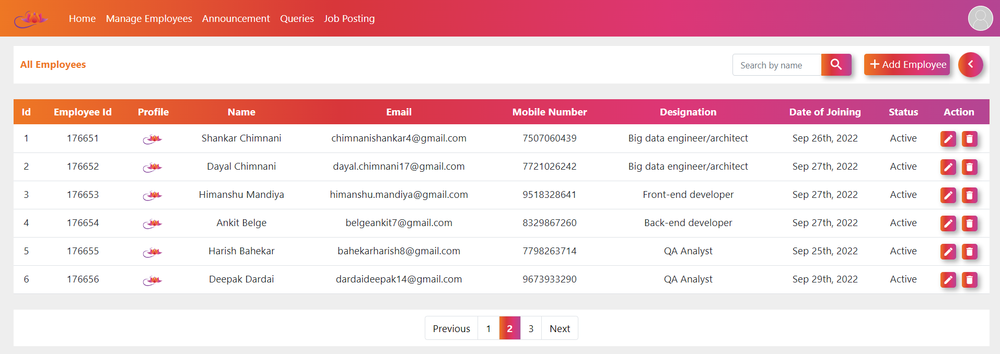 Home Manage Employees Announcement Queries Job Posting
All Employees Search by name Add Employee
Id Employee Id Profile Name Email Mobile Number Designation Date of Joining Status Action
1 176651 Shankar Chimnani chimnanishankar4@gmail.com 7507060439 Big data engineer/architect Sep 26th, 2022 Active
2 176652 Dayal Chimnani dayal.chimnani17@gmail.com 7721026242 Big data engineer/architect Sep 27th, 2022 Active
3 176653 Himanshu Mandiya himanshu.mandiya@gmail.com 9518328641 Front-end developer Sep 27th, 2022 Active
4 176654 Ankit Belge belgeankit7@gmail.com 8329867260 Back-end developer Sep 27th, 2022 Active
5 176655 Harish Bahekar bahekarharish8@gmail.com 7798263714 QA Analyst Sep 25th, 2022 Active
6 176656 Deepak Dardai dardaideepak14@gmail.com 9673933290 QA Analyst Sep 29th, 2022 Active
Previous 1 2 3 Next